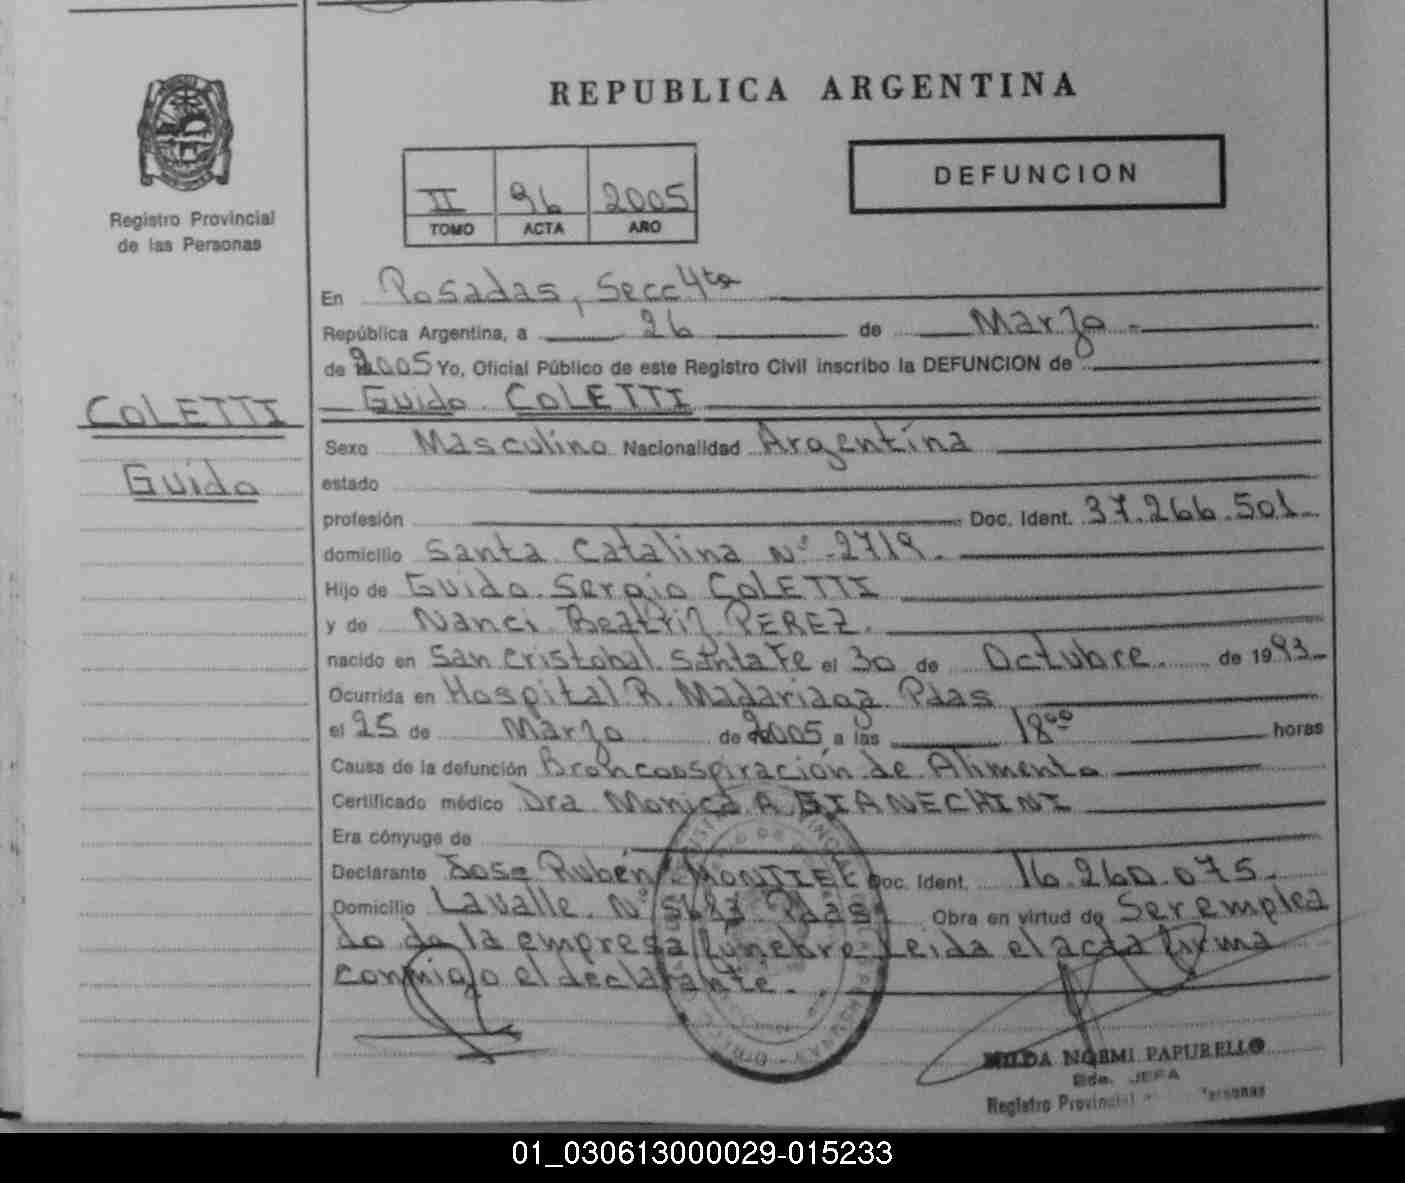 REPUBLICA ARGENTINA
DEFUNCION
II 96 2005
TOMO ACTA AÑO
Registro Provincial
de las Personas
En Posadas, Secc 4ta
República Argentina, a 26 de Marzo
de 2005 Yo, Oficial Público de este Registro Civil inscribo la DEFUNCION de
Guido COLETTI
COLETTI
Guido
Sexo Masculino Nacionalidad Argentina
estado
profesión Doc. Ident. 37.266.501
domicilio Santa Catalina Nº 2719.
Hijo de Guido Sergio COLETTI
y de Nanci Beatriz PEREZ.
nacido en San Cristobal Santa Fe el 30 de Octubre de 1993
Ocurrida en Hospital R. Madariaga Pdas
el 25 de Marzo de 2005 a las 18⁰⁰ horas
Causa de la defunción Broncoospiración de Alimento
Certificado médico Dra Monica A GIANECHINI
Era cónyuge de
Declarante Jose Rubén MONTIEL Doc. Ident. 16.260.075.
Domicilio Lavalle Nº Pdas Obra en virtud de Ser emplea
do de la empresa funebre Leida el acta firma
conmigo el declarante.
HILDA NOEMI PAPURELLO
JEFA
Registro Provincial Personas
01_030613000029-015233